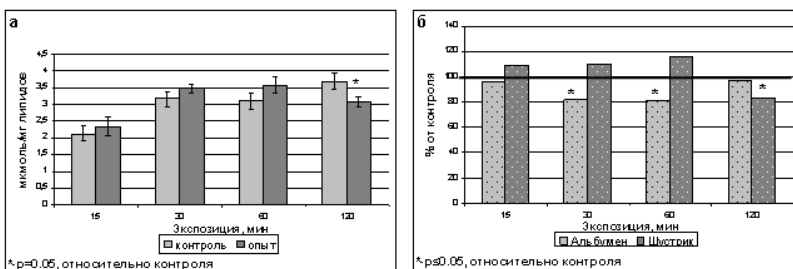 а
мкмоль/мг липидов
4,5
4
3,5
3
2,5
2
1,5
1
0,5
0
*
15 30 60 120
Экспозиция, мин
контроль опыт
*- p=0.05, относительно контроля
б
% от контроля
120
100
80
60
40
20
0
* * *
15 30 60 120
Экспозиция, мин
Альбумен Шустрик
*- p≤0.05, относительно контроля